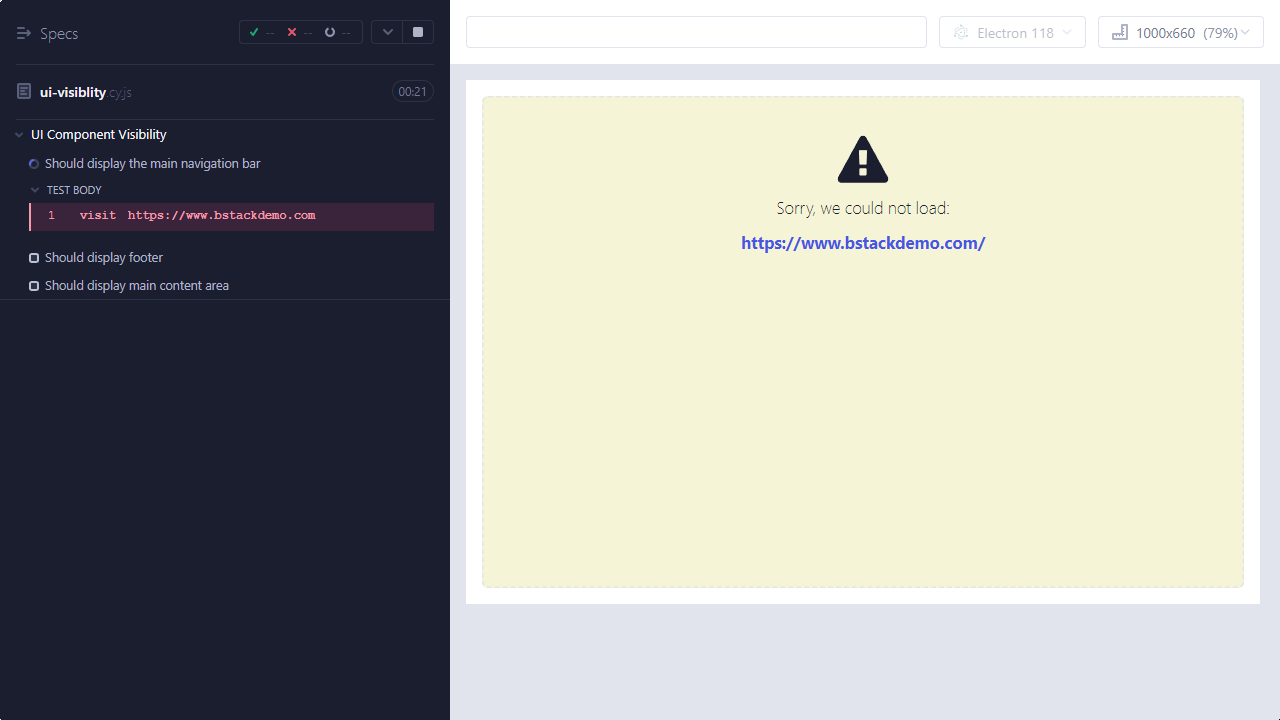 Specs
-- -- --
ui-visiblity.cy.js 00:21
UI Component Visibility
Should display the main navigation bar
TEST BODY
1 visit https://www.bstackdemo.com
Should display footer
Should display main content area
Electron 118
1000x660 (79%)
Sorry, we could not load:
https://www.bstackdemo.com/